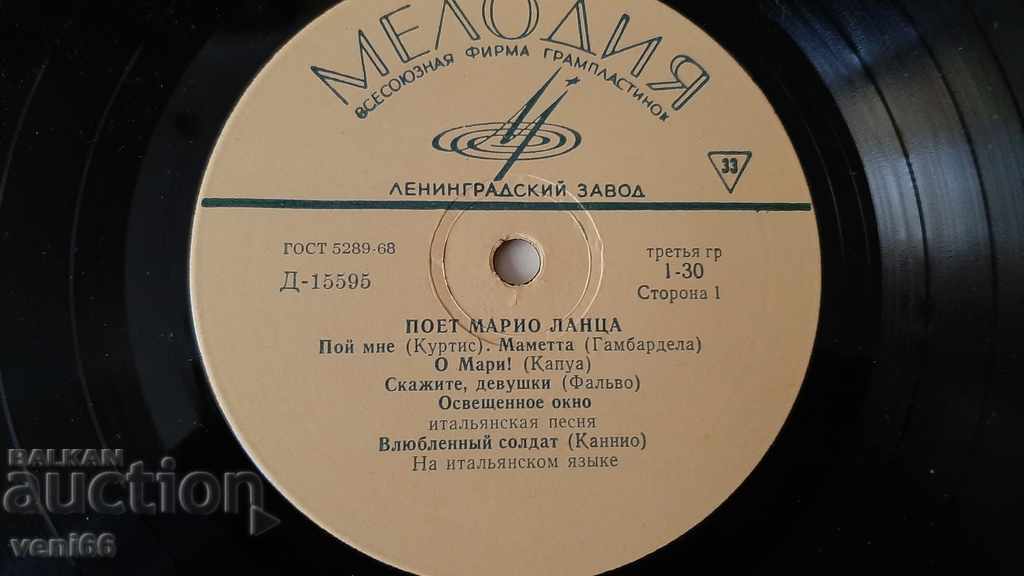 МЕЛОДИЯ
ВСЕСОЮЗНАЯ ФИРМА ГРАМПЛАСТИНОК
33
ЛЕНИНГРАДСКИЙ ЗАВОД
ГОСТ 5289-68
Д-15595
третья гр
1-30
Сторона 1
ПОЕТ МАРИО ЛАНЦА
Пой мне (Куртис). Маметта (Гамбардела)
О Мари! (Капуа)
Скажите, девушки (Фальво)
Освещенное окно
итальянская песня
Влюбленный солдат (Каннио)
На итальянском языке
BALKAN
auction
veni66